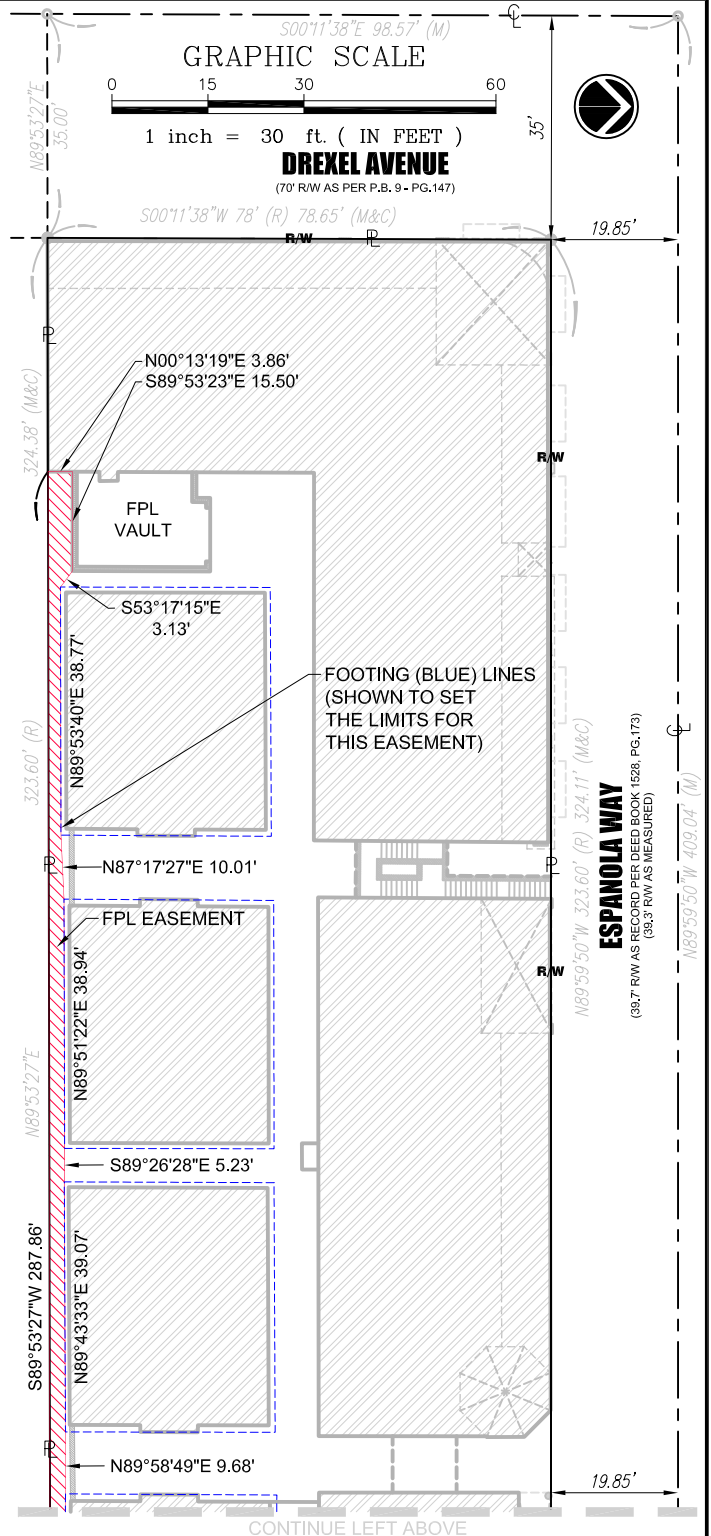 S00°11'38"E 98.57' (M)
C̵L
GRAPHIC SCALE
0 15 30 60
1 inch = 30 ft. ( IN FEET )
N89°53'27"E
35.00'
35'
DREXEL AVENUE
(70' R/W AS PER P.B. 9 - PG.147)
S00°11'38"W 78' (R) 78.65' (M&C)
R/W
PL
19.85'
PL
N00°13'19"E 3.86'
S89°53'23"E 15.50'
324.38' (M&C)
R/W
FPL
VAULT
S53°17'15"E
3.13'
N89°53'40"E 38.77'
FOOTING (BLUE) LINES
(SHOWN TO SET
THE LIMITS FOR
THIS EASEMENT)
323.60' (R)
CL
N89°59'50"W 323.60' (R) 324.11' (M&C)
ESPANOLA WAY
(39.7' R/W AS RECORD PER DEED BOOK 1528, PG.173)
(39.3' R/W AS MEASURED)
N89°59'50"W 409.04' (M)
PL
N87°17'27"E 10.01'
PL
FPL EASEMENT
N89°51'22"E 38.94'
R/W
N89°53'27"E
S89°26'28"E 5.23'
S89°53'27"W 287.86'
N89°43'33"E 39.07'
PL
N89°58'49"E 9.68'
19.85'
CONTINUE LEFT ABOVE